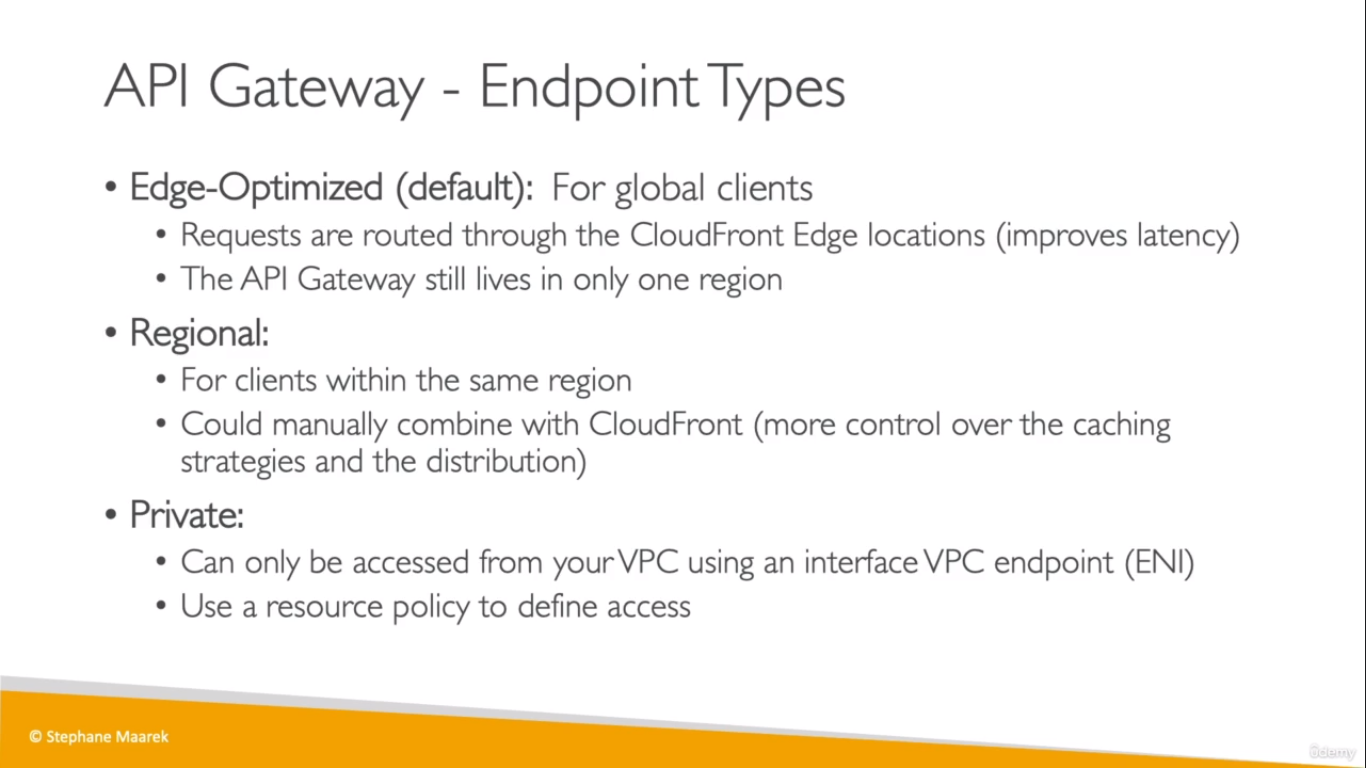 API Gateway - Endpoint Types
• Edge-Optimized (default): For global clients
• Requests are routed through the CloudFront Edge locations (improves latency)
• The API Gateway still lives in only one region
• Regional:
• For clients within the same region
• Could manually combine with CloudFront (more control over the caching
strategies and the distribution)
• Private:
• Can only be accessed from your VPC using an interface VPC endpoint (ENI)
• Use a resource policy to define access
© Stephane Maarek
ûdemy